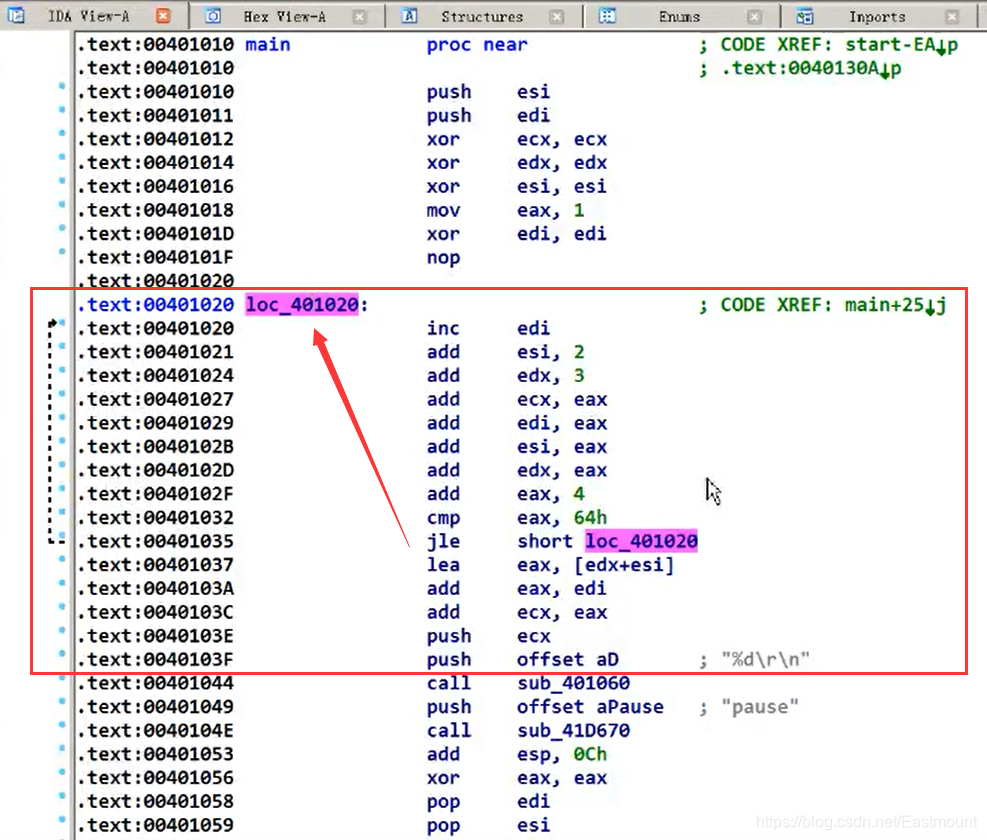 IDA View-A Hex View-A Structures Enums Imports
.text:00401010 main proc near ; CODE XREF: start-EA↓p
.text:00401010 ; .text:0040130A↓p
.text:00401010 push esi
.text:00401011 push edi
.text:00401012 xor ecx, ecx
.text:00401014 xor edx, edx
.text:00401016 xor esi, esi
.text:00401018 mov eax, 1
.text:0040101D xor edi, edi
.text:0040101F nop
.text:00401020
.text:00401020 loc_401020: ; CODE XREF: main+25↓j
.text:00401020 inc edi
.text:00401021 add esi, 2
.text:00401024 add edx, 3
.text:00401027 add ecx, eax
.text:00401029 add edi, eax
.text:0040102B add esi, eax
.text:0040102D add edx, eax
.text:0040102F add eax, 4
.text:00401032 cmp eax, 64h
.text:00401035 jle short loc_401020
.text:00401037 lea eax, [edx+esi]
.text:0040103A add eax, edi
.text:0040103C add ecx, eax
.text:0040103E push ecx
.text:0040103F push offset aD ; "%d\r\n"
.text:00401044 call sub_401060
.text:00401049 push offset aPause ; "pause"
.text:0040104E call sub_41D670
.text:00401053 add esp, 0Ch
.text:00401056 xor eax, eax
.text:00401058 pop edi
.text:00401059 pop esi
https://blog.csdn.net/Eastmount